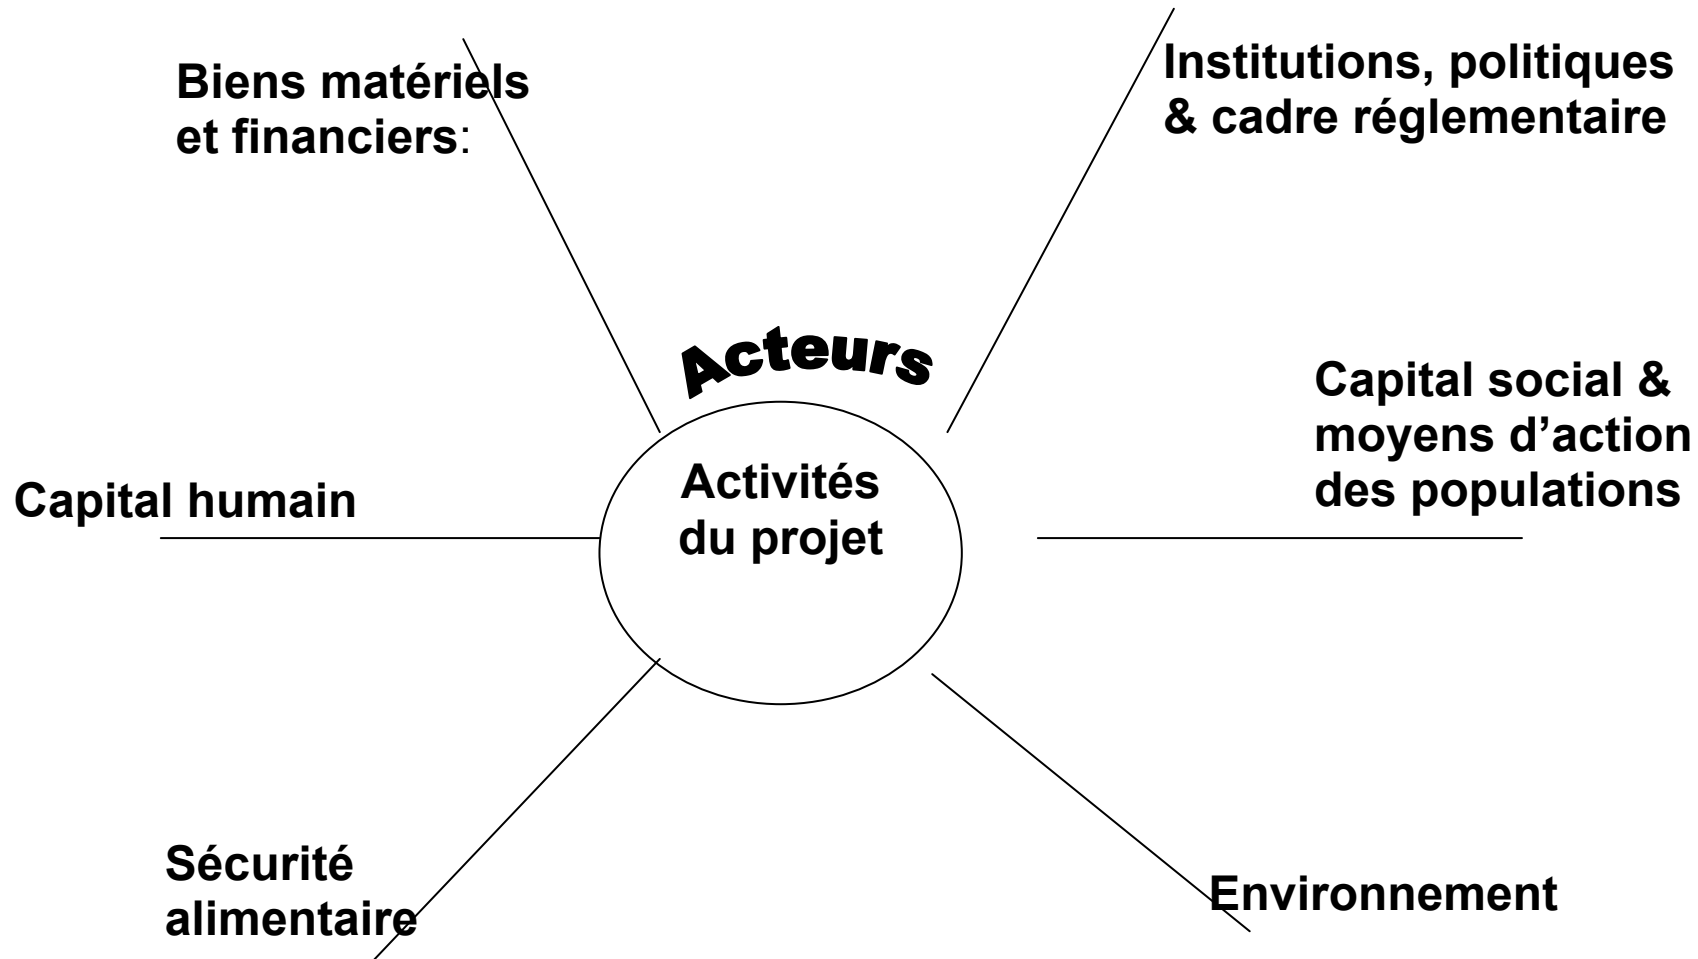 Biens matériels
et financiers:
Institutions, politiques
& cadre réglementaire
Acteurs
Capital social &
moyens d’action
des populations
Activités
du projet
Capital humain
Sécurité
alimentaire
Environnement